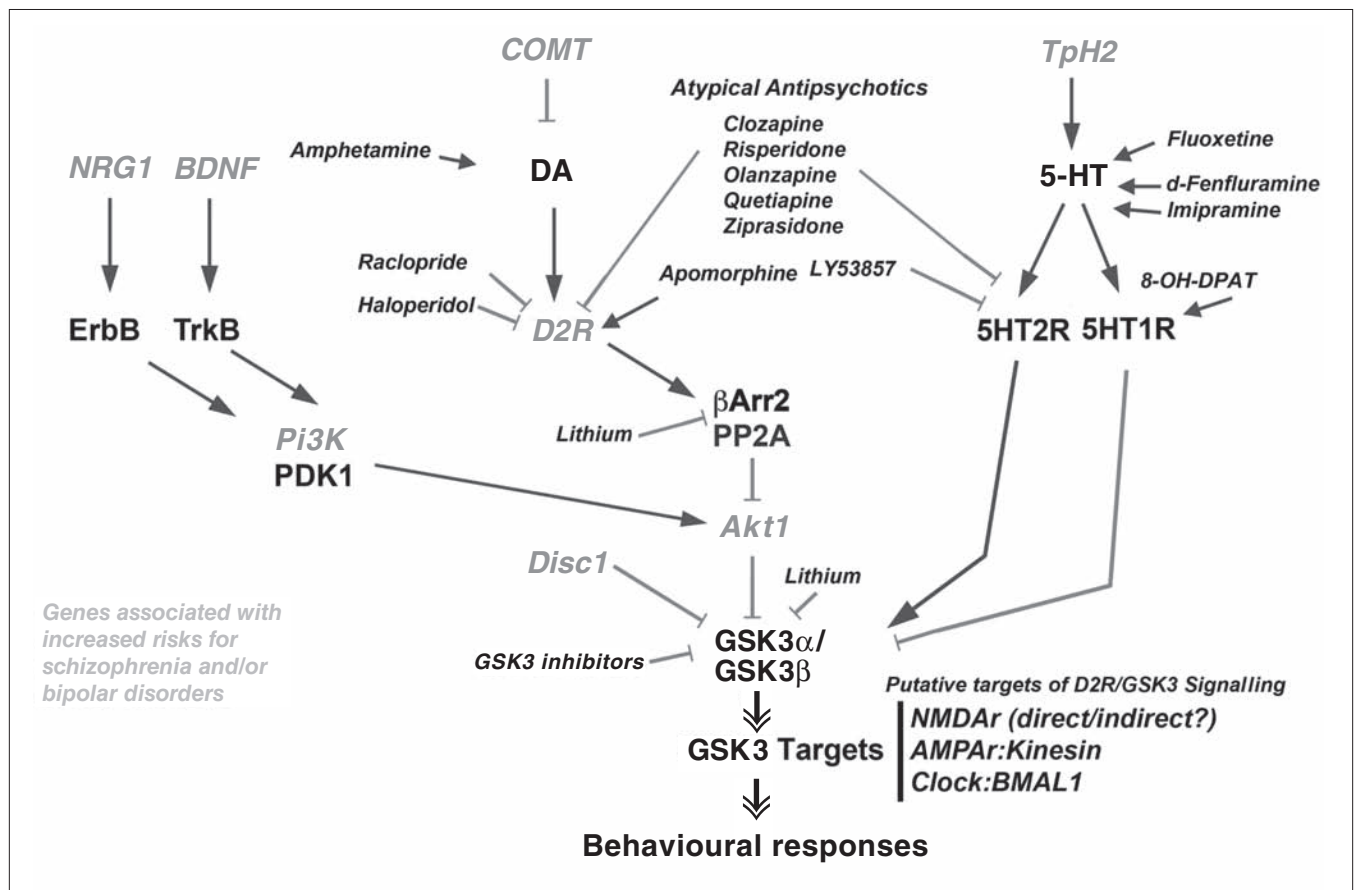 COMT
TpH2
Atypical Antipsychotics
Clozapine
Risperidone
Olanzapine
Quetiapine
Ziprasidone
Amphetamine
DA
NRG1 BDNF
5-HT
Fluoxetine
d-Fenfluramine
Imipramine
Raclopride
Haloperidol
Apomorphine
LY53857
8-OH-DPAT
D2R
ErbB TrkB
5HT2R 5HT1R
βArr2
PP2A
Lithium
Pi3K
PDK1
Akt1
Disc1
Lithium
Genes associated with
increased risks for
schizophrenia and/or
bipolar disorders
GSK3 inhibitors
GSK3α/
GSK3β
Putative targets of D2R/GSK3 Signalling
NMDAr (direct/indirect?)
AMPAr:Kinesin
Clock:BMAL1
GSK3 Targets
Behavioural responses